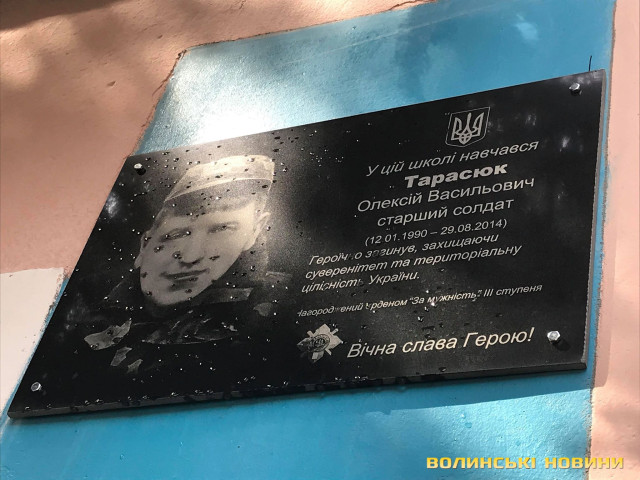 У цій школі навчався
Тарасюк
Олексій Васильович
старший солдат
(12.01.1990 – 29.08.2014)
Героїчно загинув, захищаючи
суверенітет та територіальну
цілісність України.
Нагороджений орденом "За мужність" III ступеня
Вічна слава Герою!
ВОЛИНСЬКІ НОВИНИ